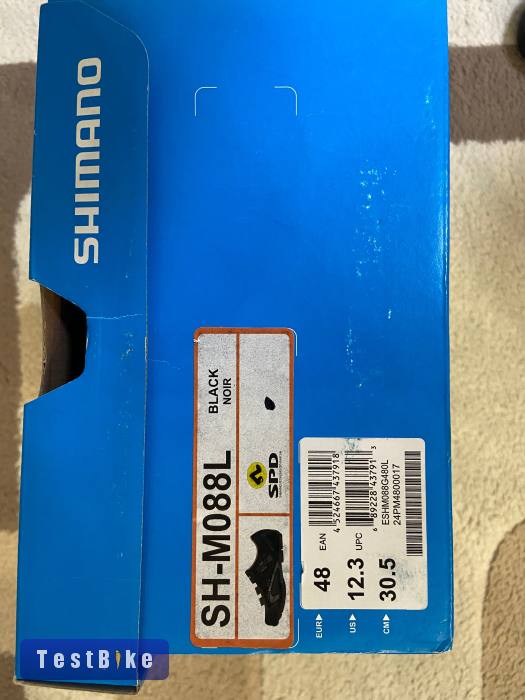 SHIMANO
SH-M088L
BLACK
NOIR
SPD
EUR▶ 48
EAN
4 524667 437918
US▶ 12.3
UPC
6 89228 43791 3
CM▶ 30.5
ESHM088G480L
24PM4800017
TestBike